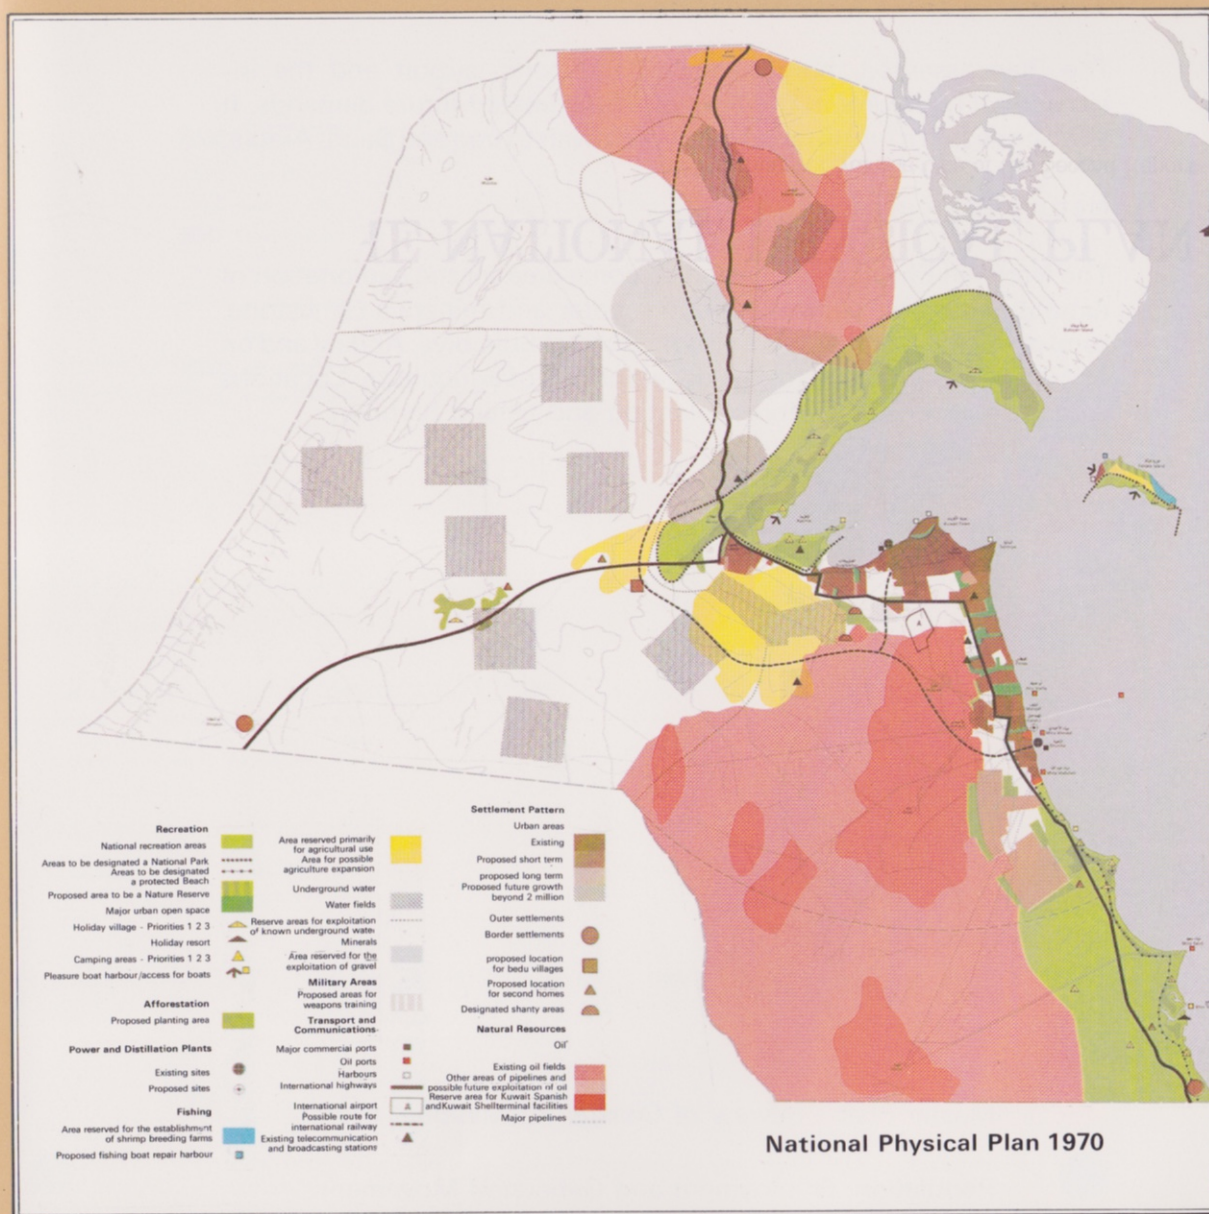 Settlement Pattern
Urban areas
Existing
Proposed short term
proposed long term
Proposed future growth
beyond 2 million
Outer settlements
Border settlements
proposed location
for bedu villages
Proposed location
for second homes
Designated shanty areas
Natural Resources
Oil
Existing oil fields
Other areas of pipelines and
possible future exploitation of oil
Reserve area for Kuwait Spanish
and Kuwait Shell terminal facilities
Major pipelines
Recreation
National recreation areas
Areas to be designated a National Park
Areas to be designated
a protected Beach
Proposed area to be a Nature Reserve
Major urban open space
Holiday village - Priorities 1 2 3
Holiday resort
Camping areas - Priorities 1 2 3
Pleasure boat harbour/access for boats
Afforestation
Proposed planting area
Power and Distillation Plants
Existing sites
Proposed sites
Fishing
Area reserved for the establishment
of shrimp breeding farms
Proposed fishing boat repair harbour
Area reserved primarily
for agricultural use
Area for possible
agriculture expansion
Underground water
Water fields
Reserve areas for exploitation
of known underground water
Minerals
Area reserved for the
exploitation of gravel
Military Areas
Proposed areas for
weapons training
Transport and
Communications
Major commercial ports
Oil ports
Harbours
International highways
International airport
Possible route for
international railway
Existing telecommunication
and broadcasting stations
National Physical Plan 1970